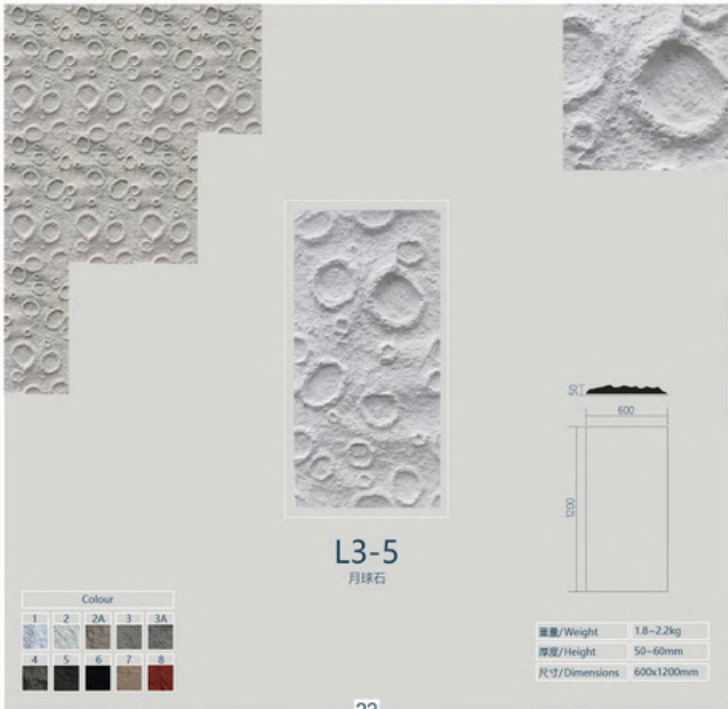 50
600
1200
L3-5
月球石
Colour
1 2 2A 3 3A
4 5 6 7 8
重量/Weight 1.8~2.2kg
厚度/Height 50~60mm
尺寸/Dimensions 600x1200mm